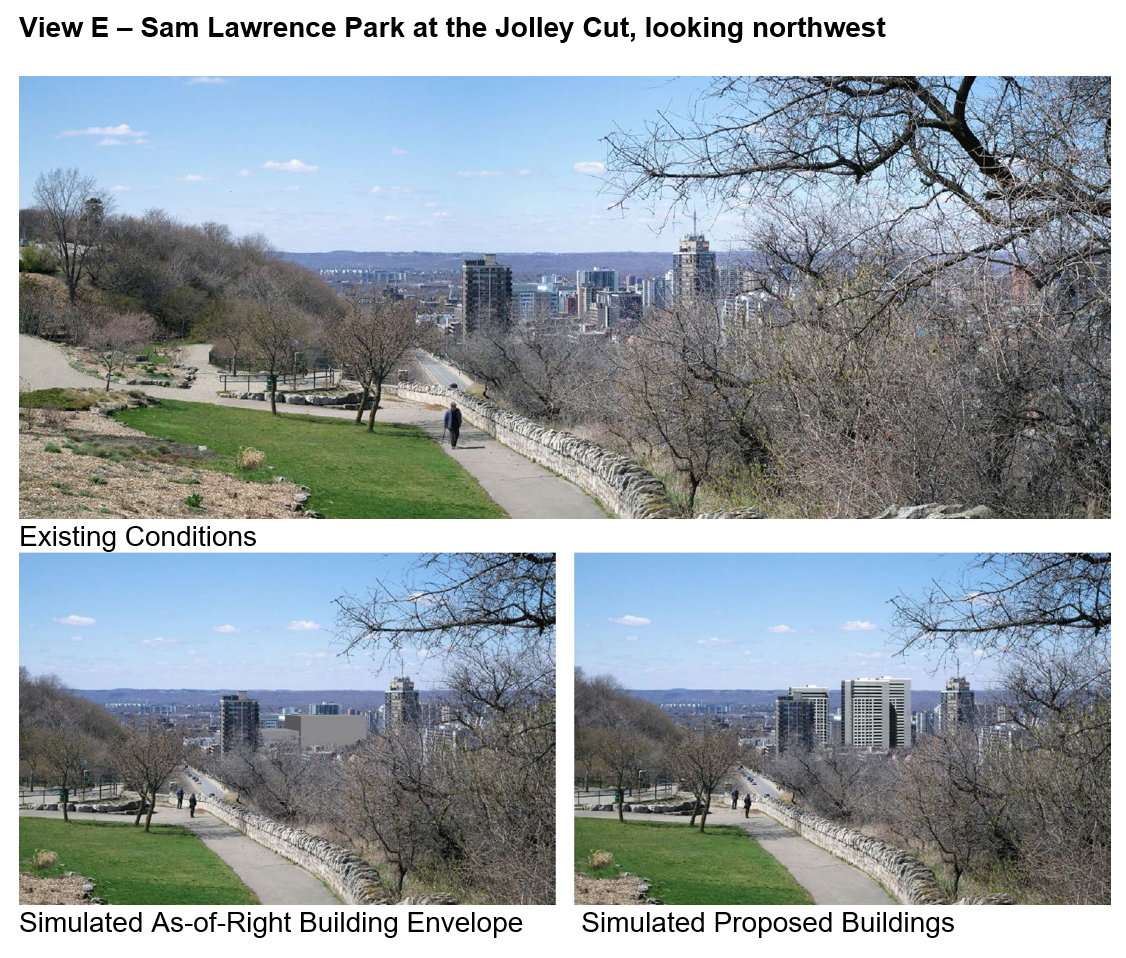 View E – Sam Lawrence Park at the Jolley Cut, looking northwest
Existing Conditions
Simulated As-of-Right Building Envelope
Simulated Proposed Buildings